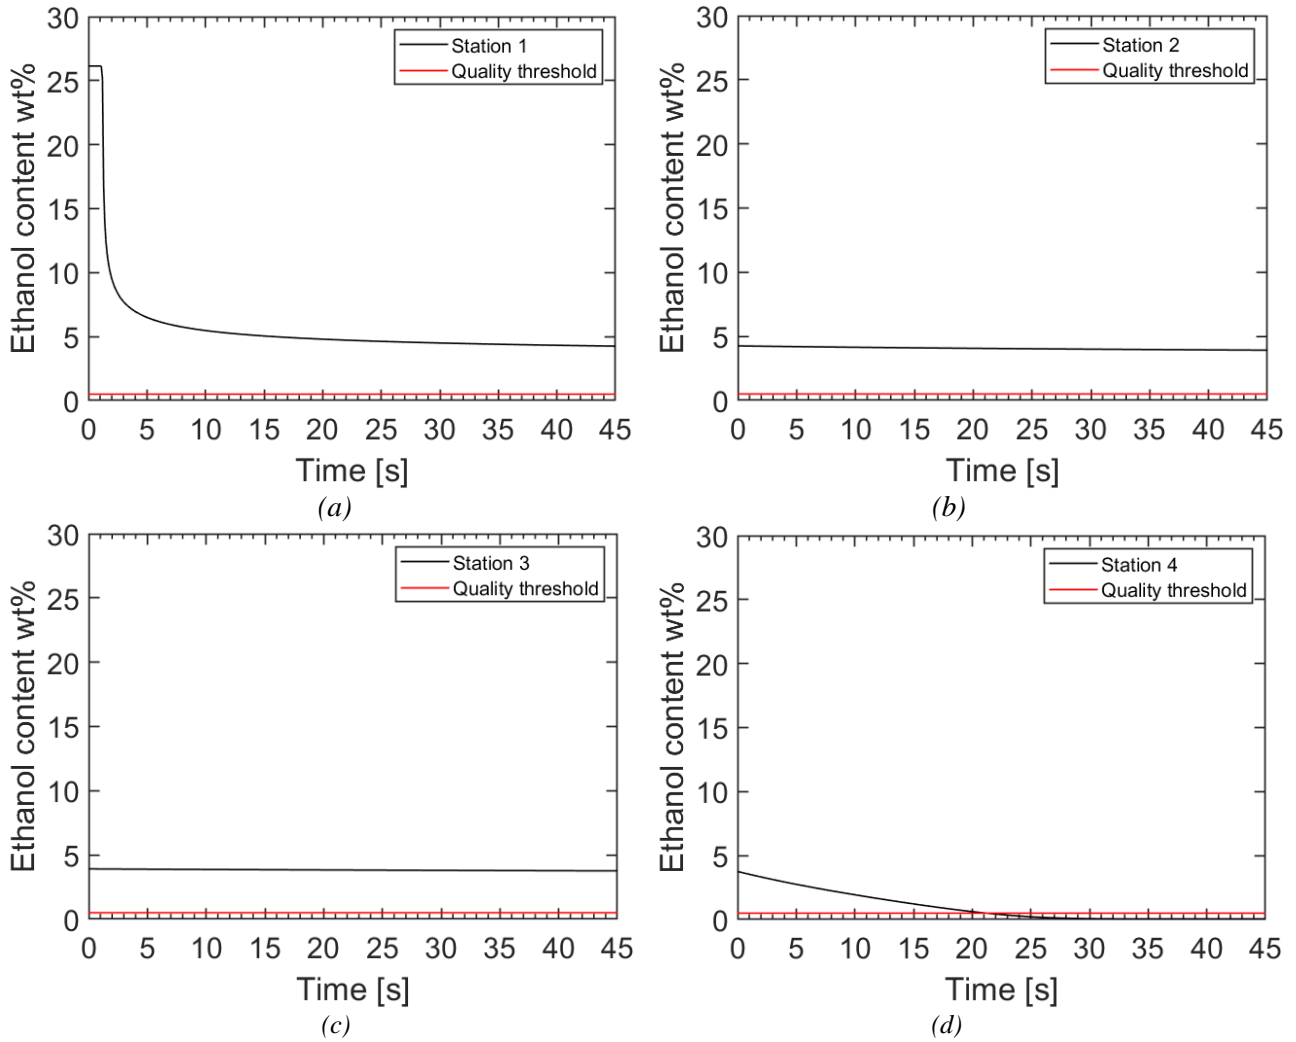 Ethanol content wt%
30
25
20
15
10
5
0
Station 1
Quality threshold
0 5 10 15 20 25 30 35 40 45
Time [s]
(a)
Ethanol content wt%
30
25
20
15
10
5
0
Station 2
Quality threshold
0 5 10 15 20 25 30 35 40 45
Time [s]
(b)
Ethanol content wt%
30
25
20
15
10
5
0
Station 3
Quality threshold
0 5 10 15 20 25 30 35 40 45
Time [s]
(c)
Ethanol content wt%
30
25
20
15
10
5
0
Station 4
Quality threshold
0 5 10 15 20 25 30 35 40 45
Time [s]
(d)